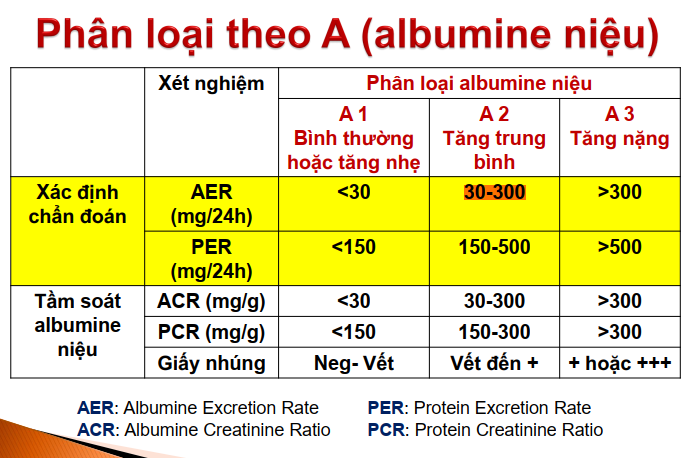 Phân loại theo A (albumine niệu)
Xét nghiệm
Phân loại albumine niệu
A 1
Bình thường
hoặc tăng nhẹ
A 2
Tăng trung
bình
A 3
Tăng nặng
Xác định
chẩn đoán
AER
(mg/24h)
<30
30-300
>300
PER
(mg/24h)
<150
150-500
>500
Tầm soát
albumine
niệu
ACR (mg/g)
<30
30-300
>300
PCR (mg/g)
<150
150-300
>300
Giấy nhúng
Neg- Vết
Vết đến +
+ hoặc +++
AER: Albumine Excretion Rate
PER: Protein Excretion Rate
ACR: Albumine Creatinine Ratio
PCR: Protein Creatinine Ratio